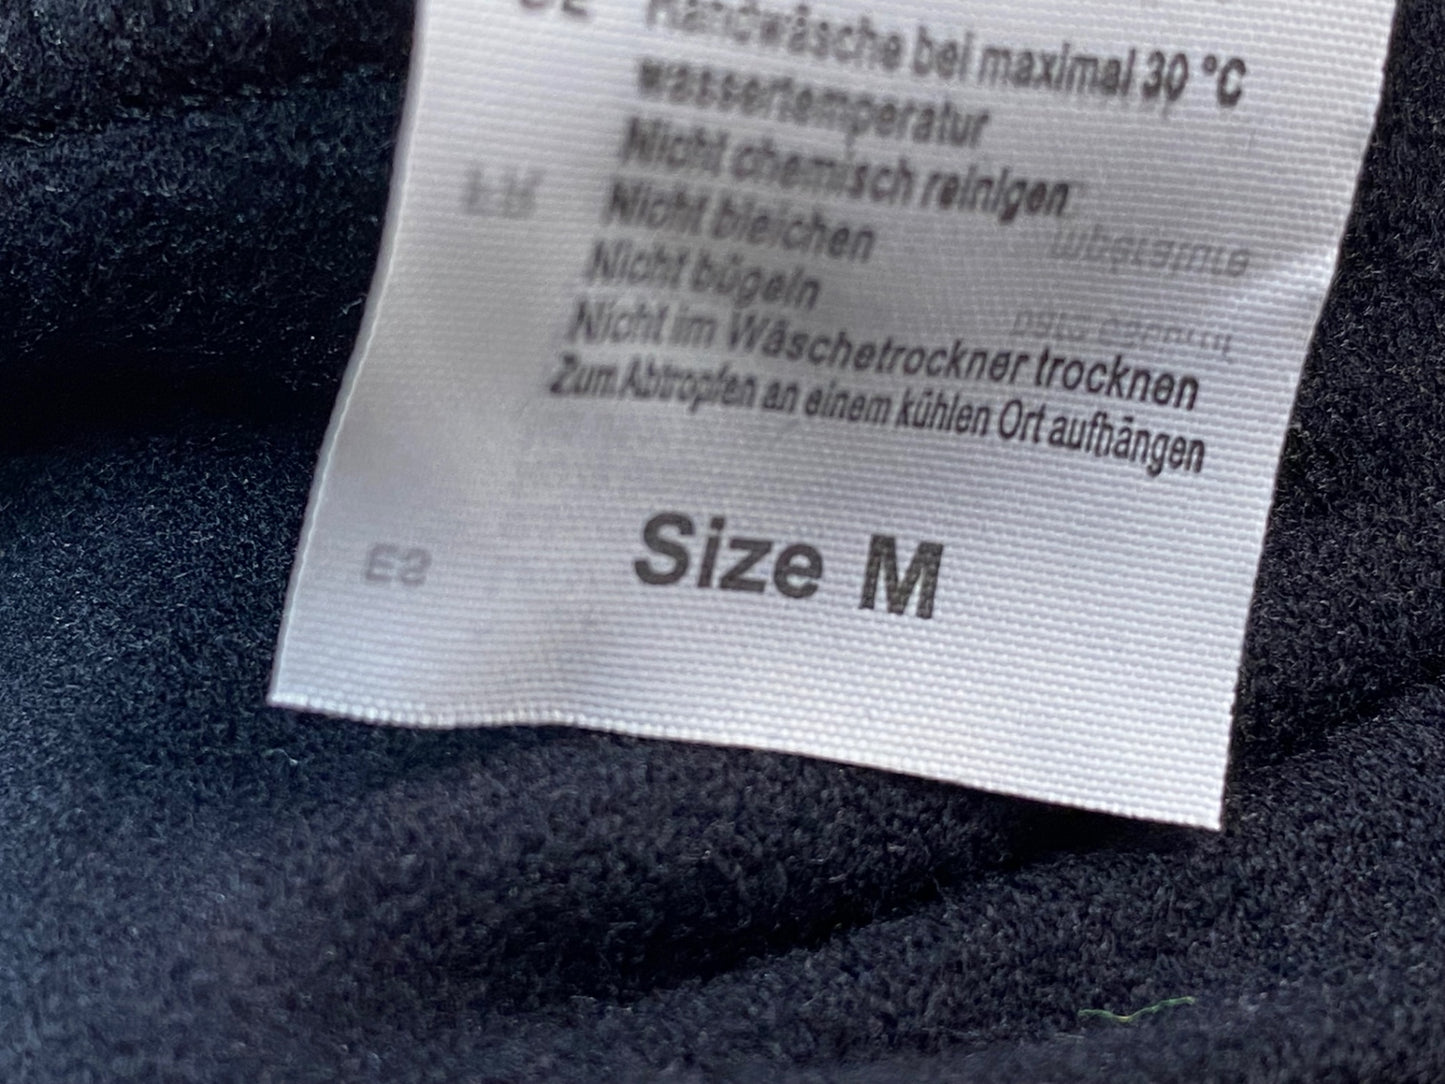 Handwäsche bei maximal 30 °C
wassertemperatur
Nicht chemisch reinigen
Nicht bleichen
Nicht bügeln
Nicht im Wäschetrockner trocknen
Zum Abtropfen an einem kühlen Ort aufhängen
Size M
ES